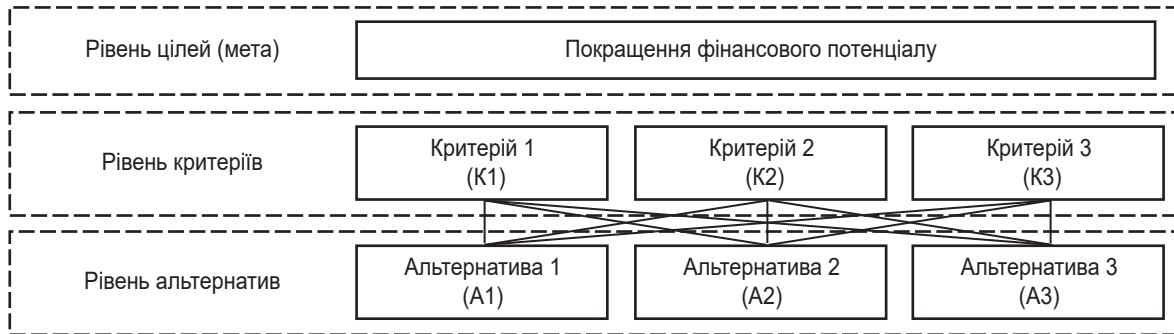 Рівень цілей (мета)
Покращення фінансового потенціалу
Рівень критеріїв
Критерій 1
(К1)
Критерій 2
(К2)
Критерій 3
(К3)
Рівень альтернатив
Альтернатива 1
(А1)
Альтернатива 2
(А2)
Альтернатива 3
(А3)